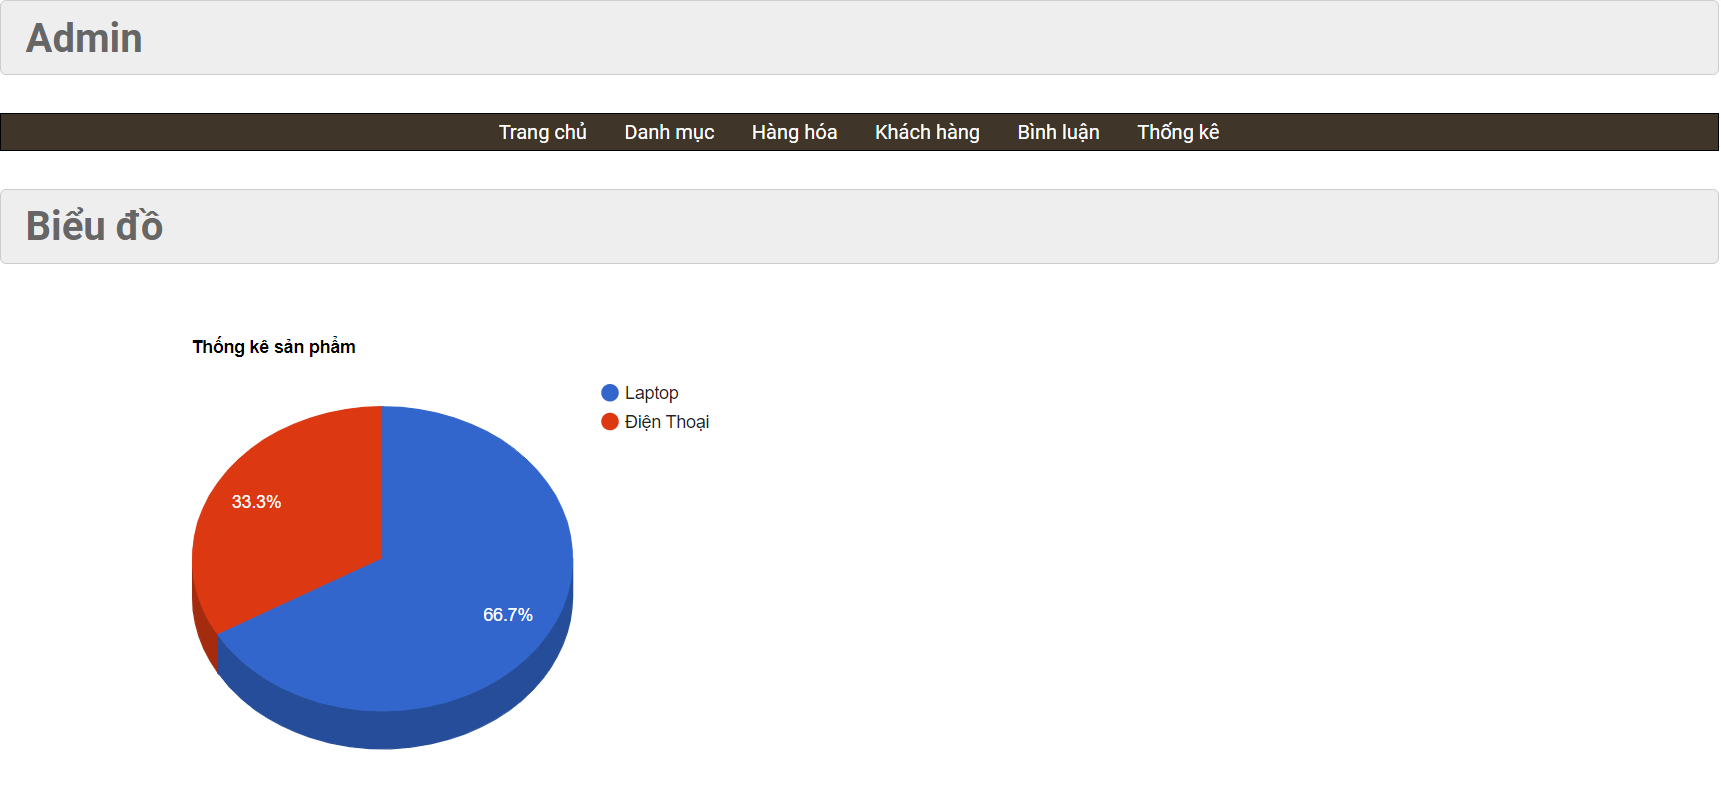 Admin
Trang chủ Danh mục Hàng hóa Khách hàng Bình luận Thống kê
Biểu đồ
Thống kê sản phẩm
Laptop
Điện Thoại
33.3%
66.7%